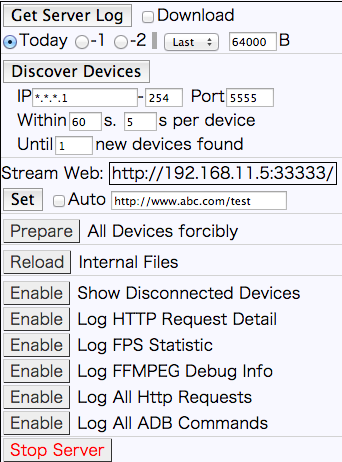 Get Server Log Download
Today -1 -2 Last 64000 B
Discover Devices
IP *.*.*.1 - 254 Port 5555
Within 60 s. 5 s per device
Until 1 new devices found
Stream Web: http://192.168.11.5:33333/
Set Auto http://www.abc.com/test
Prepare All Devices forcibly
Reload Internal Files
Enable Show Disconnected Devices
Enable Log HTTP Request Detail
Enable Log FPS Statistic
Enable Log FFMPEG Debug Info
Enable Log All Http Requests
Enable Log All ADB Commands
Stop Server